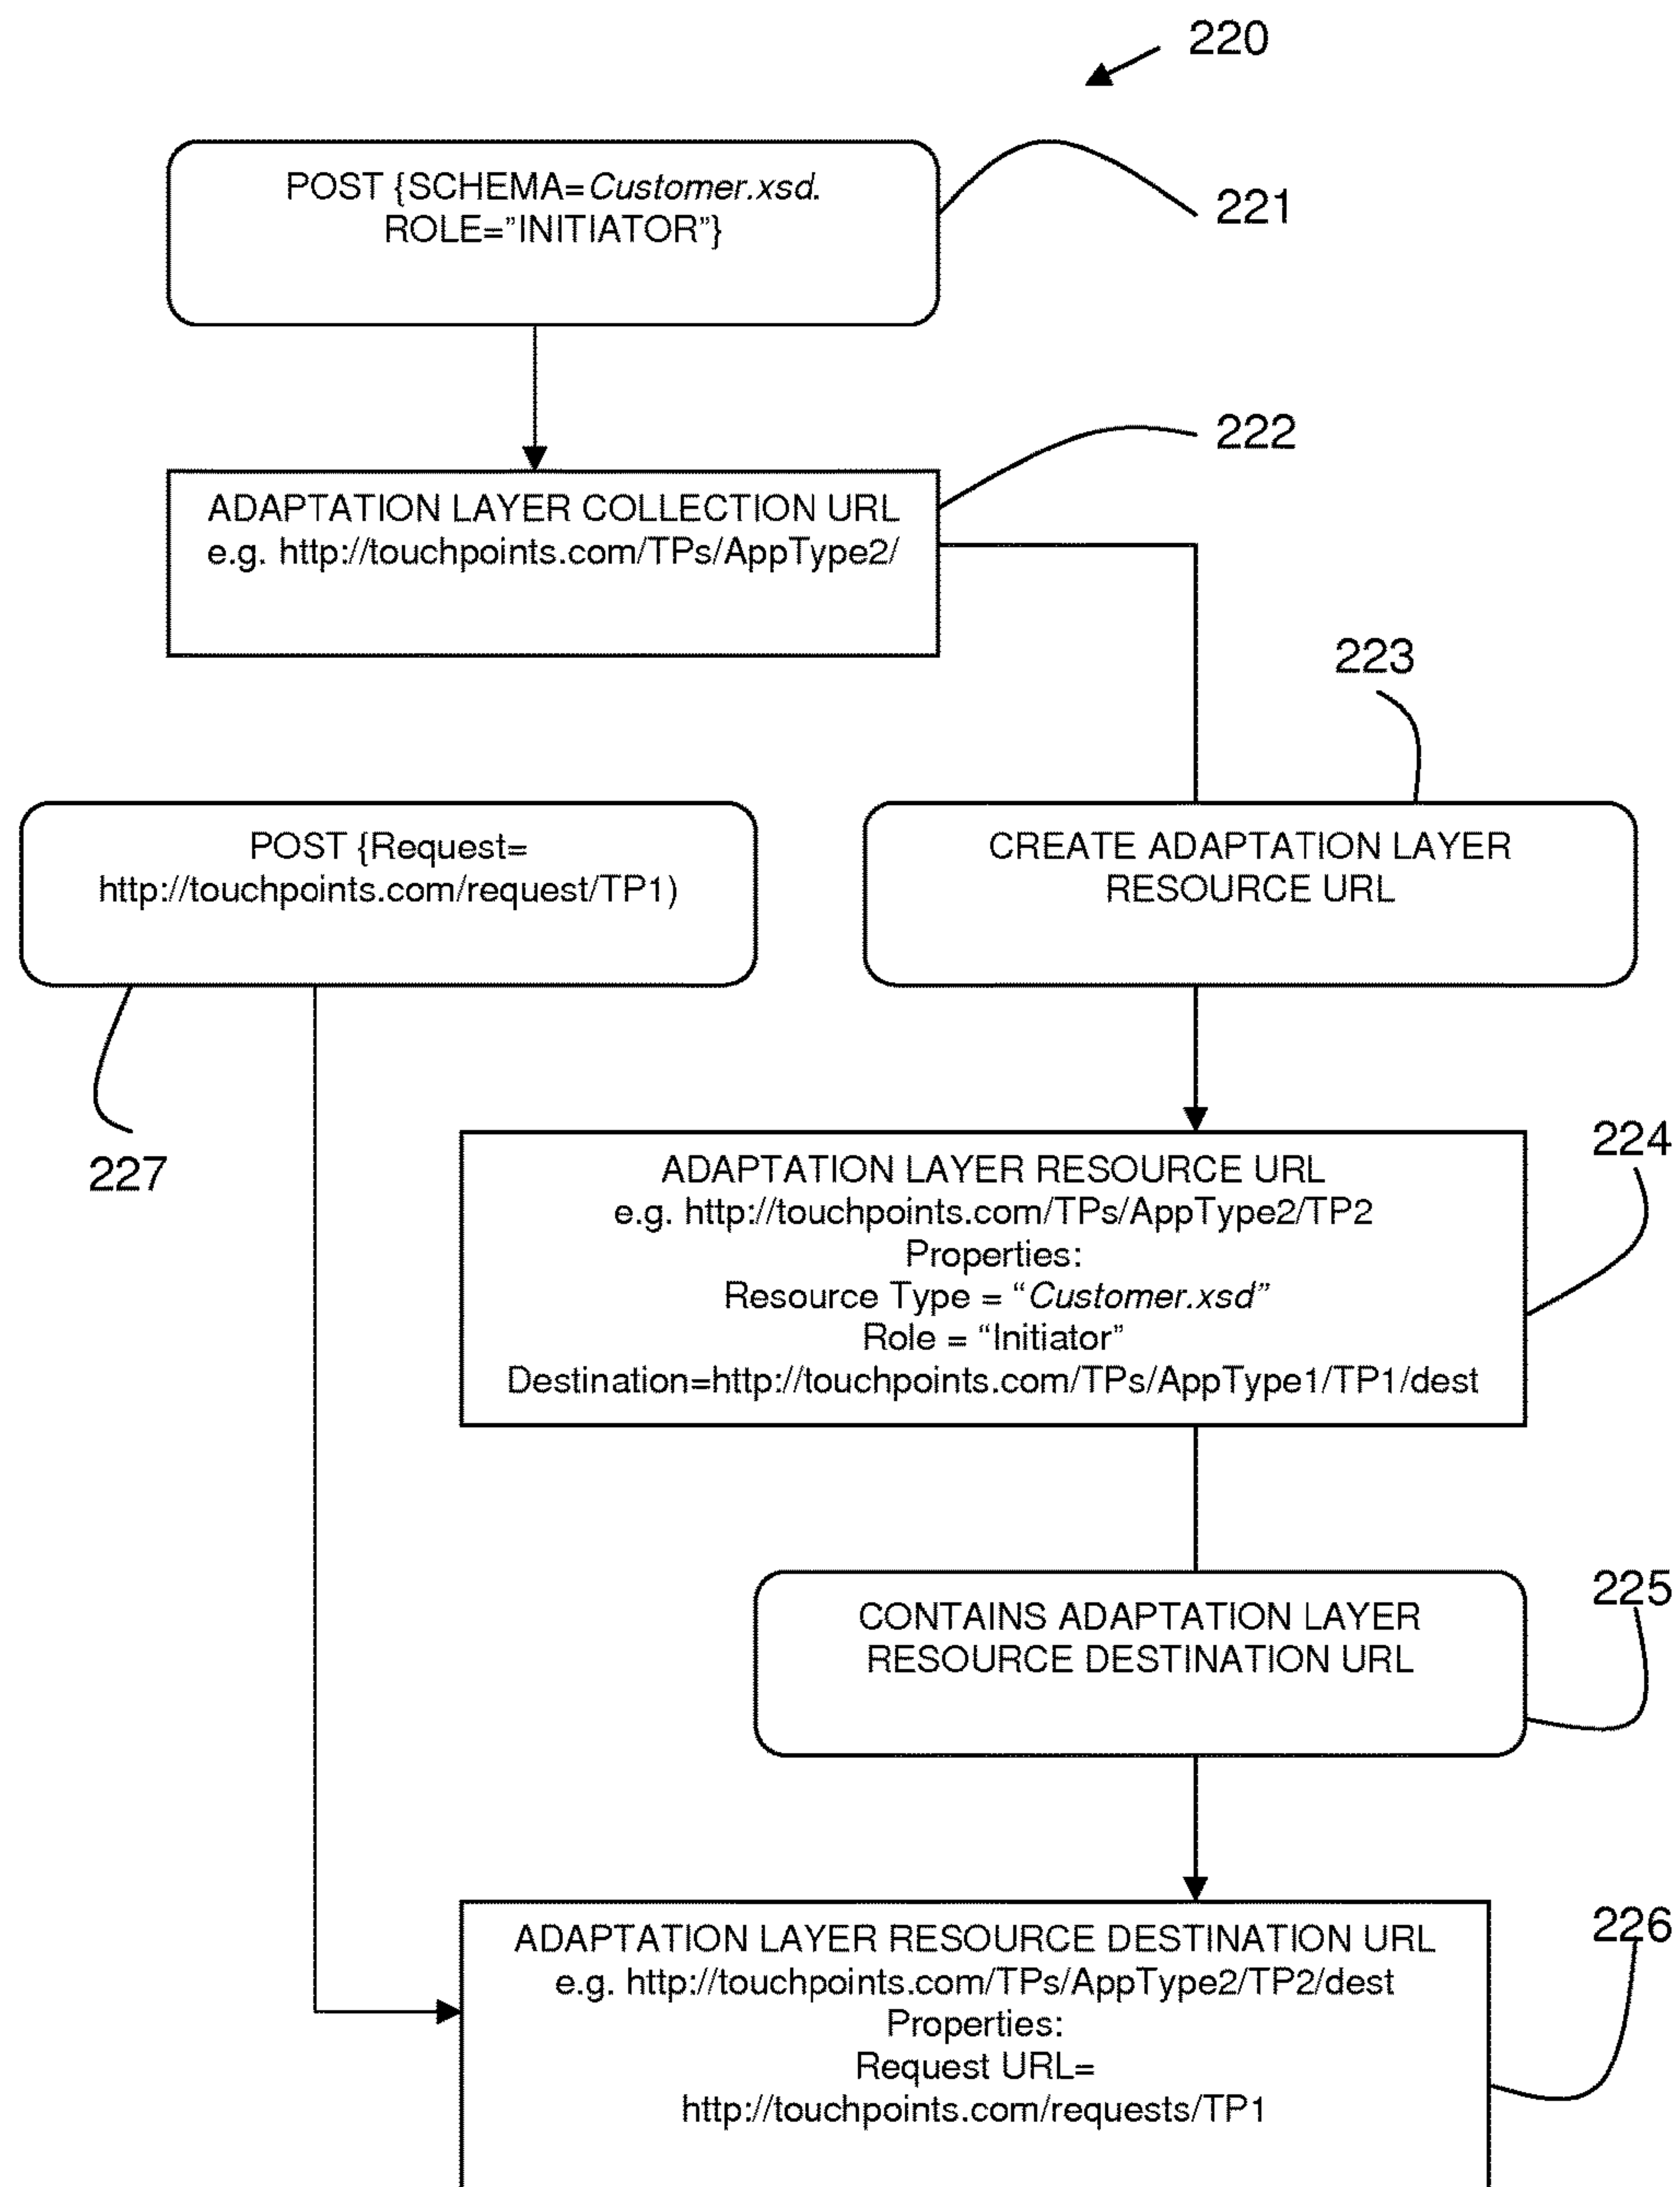 220
POST {SCHEMA=Customer.xsd.
ROLE="INITIATOR"}
221
222
ADAPTATION LAYER COLLECTION URL
e.g. http://touchpoints.com/TPs/AppType2/
223
POST {Request=
http://touchpoints.com/request/TP1)
CREATE ADAPTATION LAYER
RESOURCE URL
227
224
ADAPTATION LAYER RESOURCE URL
e.g. http://touchpoints.com/TPs/AppType2/TP2
Properties:
Resource Type = “Customer.xsd”
Role = “Initiator”
Destination=http://touchpoints.com/TPs/AppType1/TP1/dest
225
CONTAINS ADAPTATION LAYER
RESOURCE DESTINATION URL
226
ADAPTATION LAYER RESOURCE DESTINATION URL
e.g. http://touchpoints.com/TPs/AppType2/TP2/dest
Properties:
Request URL=
http://touchpoints.com/requests/TP1